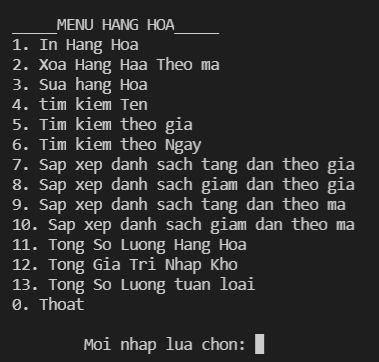 _____MENU HANG HOA_____
1. In Hang Hoa
2. Xoa Hang Haa Theo ma
3. Sua hang Hoa
4. tim kiem Ten
5. Tim kiem theo gia
6. Tim kiem theo Ngay
7. Sap xep danh sach tang dan theo gia
8. Sap xep danh sach giam dan theo gia
9. Sap xep danh sach tang dan theo ma
10. Sap xep danh sach giam dan theo ma
11. Tong So Luong Hang Hoa
12. Tong Gia Tri Nhap Kho
13. Tong So Luong tuan loai
0. Thoat
Moi nhap lua chon: